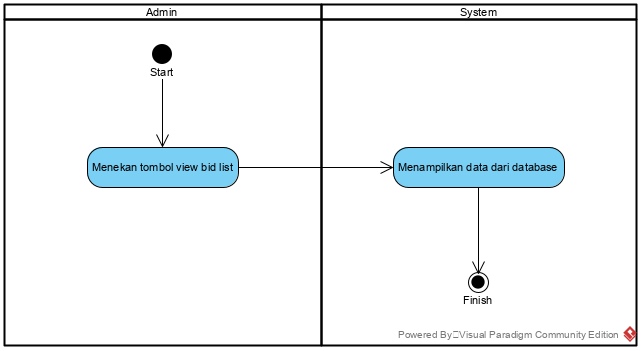 Admin
System
Start
Menekan tombol view bid list
Menampilkan data dari database
Finish
Powered By Visual Paradigm Community Edition